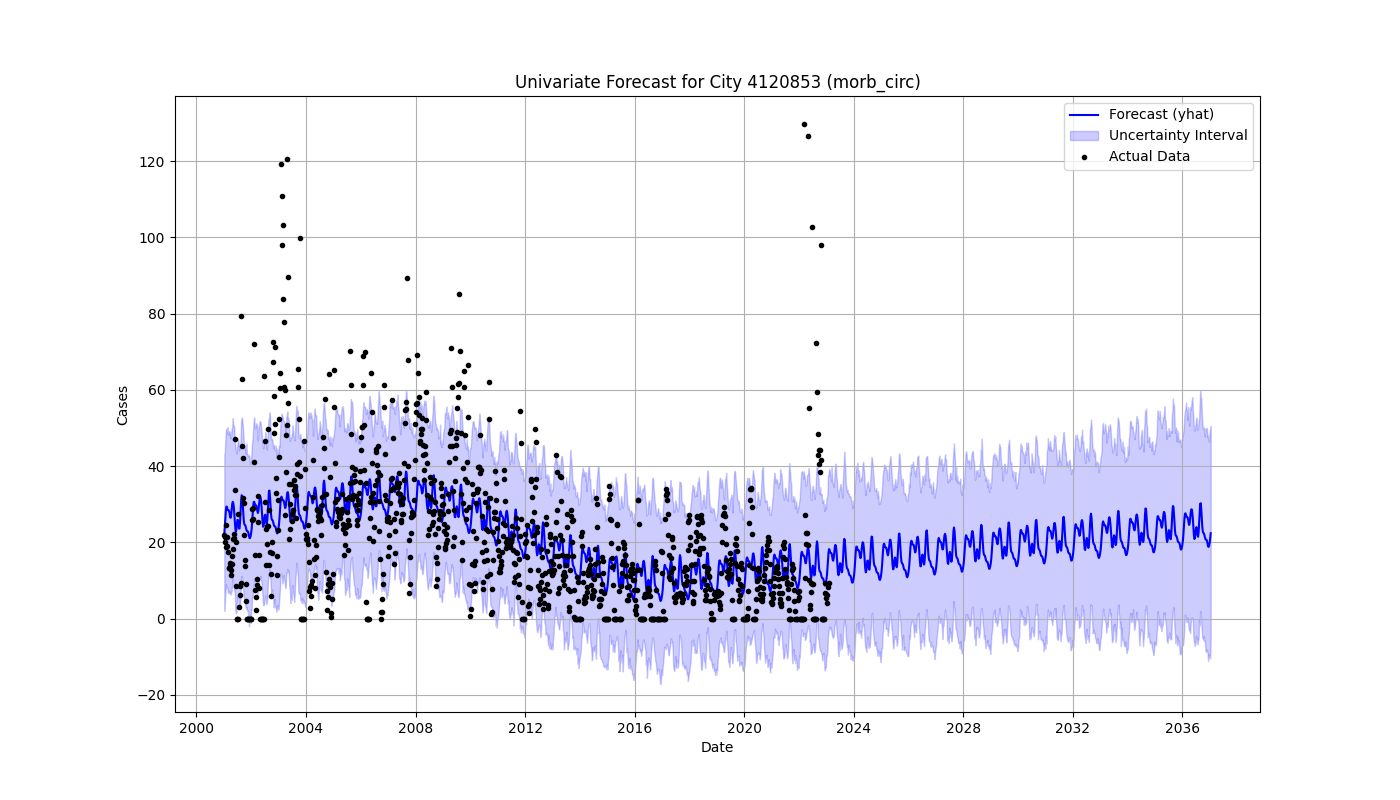 Univariate Forecast for City 4120853 (morb_circ)
Forecast (yhat)
Uncertainty Interval
Actual Data
Cases
120
100
80
60
40
20
0
−20
2000 2004 2008 2012 2016 2020 2024 2028 2032 2036
Date